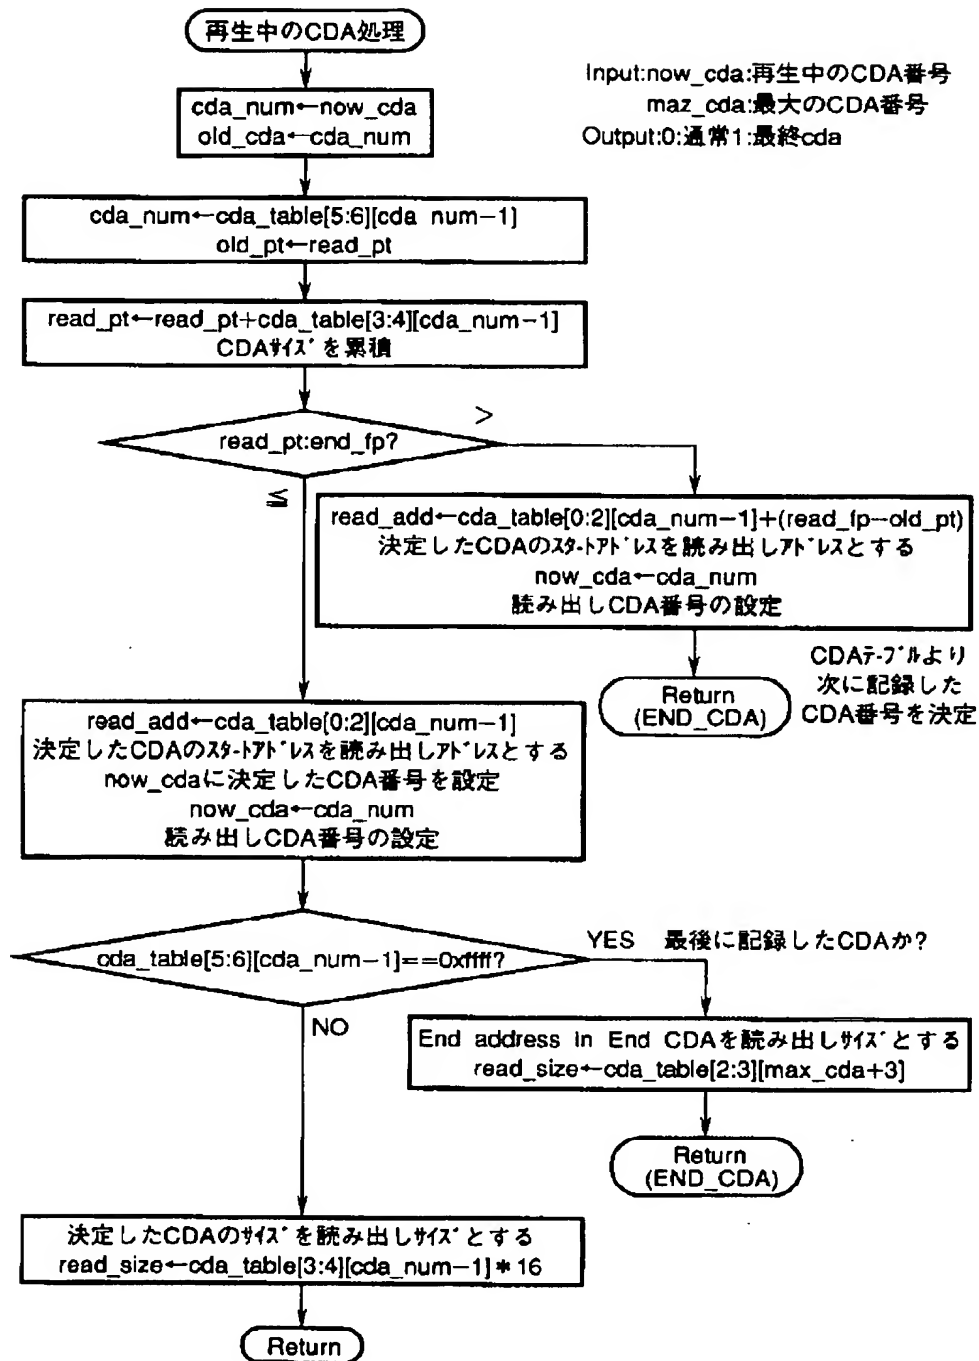 再生中のCDA処理
Input:now_cda:再生中のCDA番号
maz_cda:最大のCDA番号
Output:0:通常1:最終cda
cda_num←now_cda
old_cda←cda_num
cda_num←cda_table[5:6][cda num−1]
old_pt←read_pt
read_pt←read_pt+cda_table[3:4][cda_num−1]
CDAサイズを累積
read_pt:end_fp?
>
≦
read_add←cda_table[0:2][cda_num−1]+(read_fp−old_pt)
決定したCDAのスタートアドレスを読み出しアドレスとする
now_cda←cda_num
読み出しCDA番号の設定
Return
(END_CDA)
CDAテーブルより
次に記録した
CDA番号を決定
read_add←cda_table[0:2][cda_num−1]
決定したCDAのスタートアドレスを読み出しアドレスとする
now_cdaに決定したCDA番号を設定
now_cda←cda_num
読み出しCDA番号の設定
cda_table[5:6][cda_num−1]==0xffff?
YES 最後に記録したCDAか?
NO
End address in End CDAを読み出しサイズとする
read_size←cda_table[2:3][max_cda+3]
Return
(END_CDA)
決定したCDAのサイズを読み出しサイズとする
read_size←cda_table[3:4][cda_num−1]*16
Return